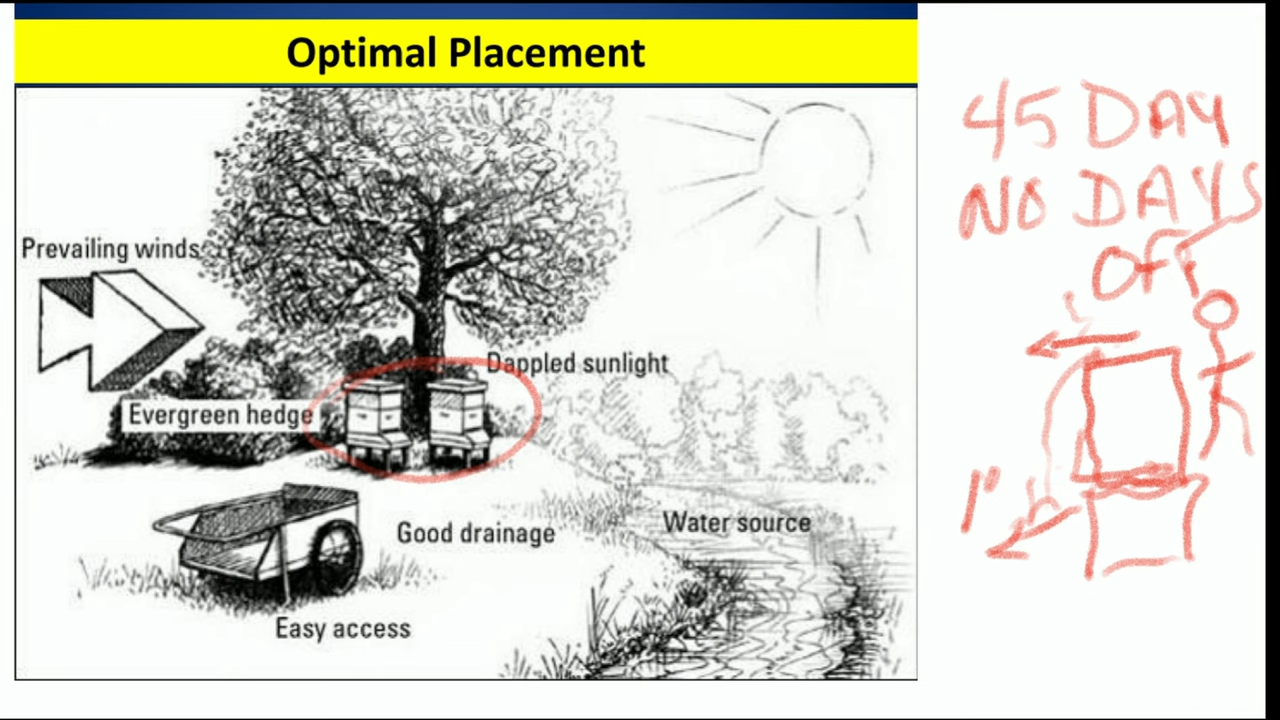 Optimal Placement
Prevailing winds
Dappled sunlight
Evergreen hedge
Good drainage
Water source
Easy access
45 DAY
NO DAYS
OFF